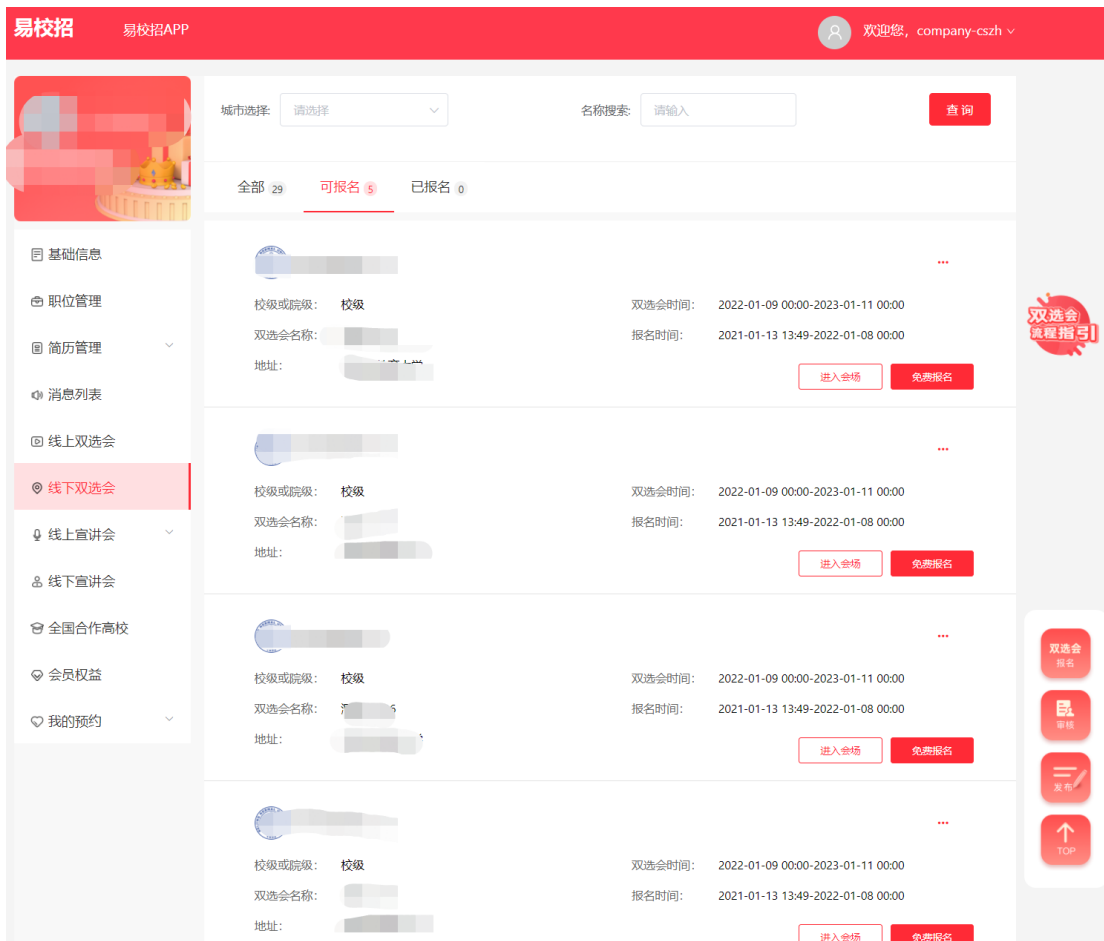 易校招 易校招APP 欢迎您，company-cszh
城市选择: 请选择 名称搜索: 请输入 查询
全部 29 可报名 5 已报名 0
基础信息
职位管理
简历管理
消息列表
线上双选会
线下双选会
线上宣讲会
线下宣讲会
全国合作高校
会员权益
我的预约
校级或院级： 校级 双选会时间： 2022-01-09 00:00-2023-01-11 00:00
双选会名称: 报名时间： 2021-01-13 13:49-2022-01-08 00:00
地址：
进入会场 免费报名
校级或院级： 校级 双选会时间： 2022-01-09 00:00-2023-01-11 00:00
双选会名称: 报名时间： 2021-01-13 13:49-2022-01-08 00:00
地址：
进入会场 免费报名
校级或院级： 校级 双选会时间： 2022-01-09 00:00-2023-01-11 00:00
双选会名称: 报名时间： 2021-01-13 13:49-2022-01-08 00:00
地址：
进入会场 免费报名
校级或院级： 校级 双选会时间： 2022-01-09 00:00-2023-01-11 00:00
双选会名称: 报名时间： 2021-01-13 13:49-2022-01-08 00:00
地址：
进入会场 免费报名
双选会
流程指引
双选会
报名
审核
发布
TOP